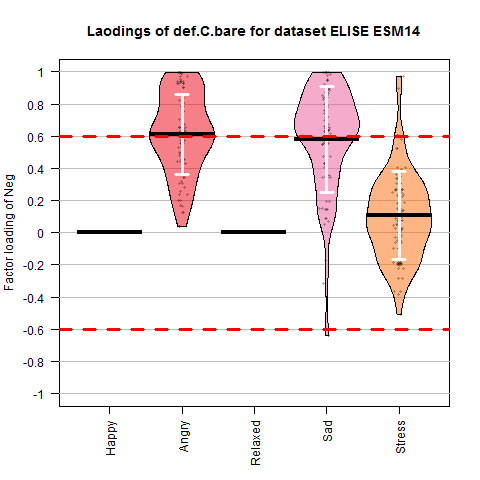 Laodings of def.C.bare for dataset ELISE ESM14
Factor loading of Neg
1
0.8
0.6
0.4
0.2
0
-0.2
-0.4
-0.6
-0.8
-1
Happy
Angry
Relaxed
Sad
Stress